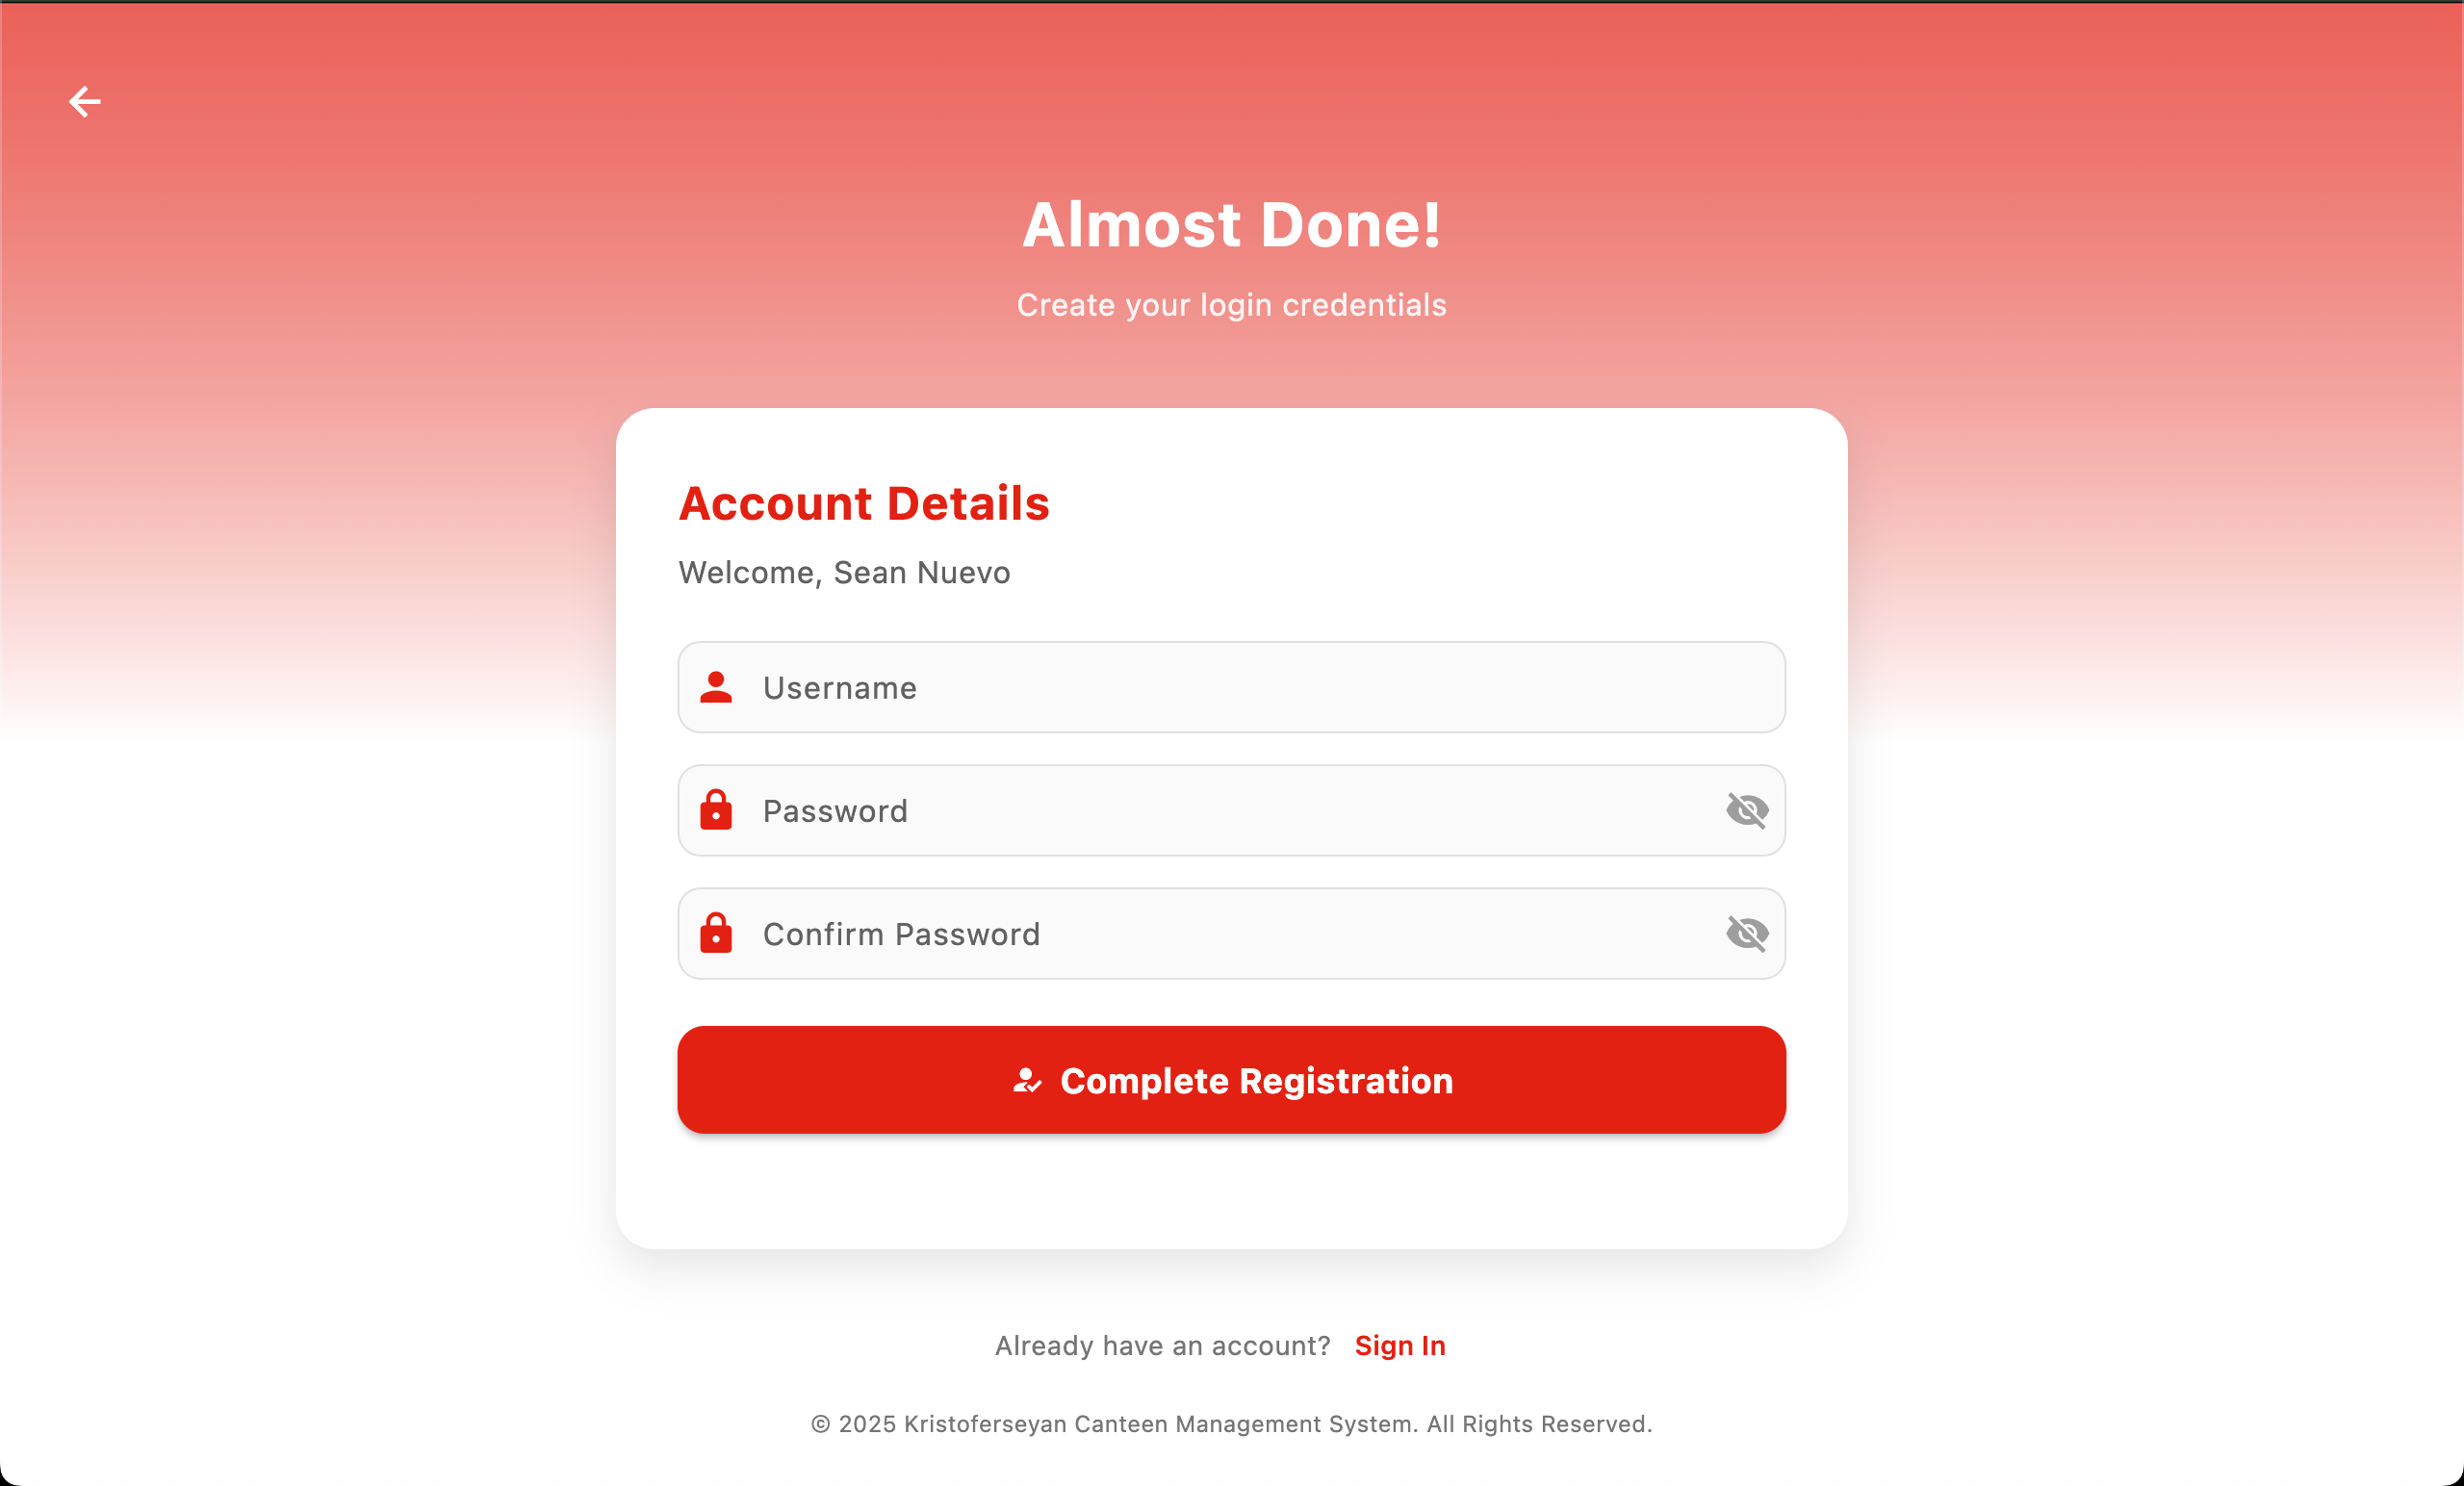 Almost Done!
Create your login credentials
Account Details
Welcome, Sean Nuevo
Username
Password
Confirm Password
Complete Registration
Already have an account? Sign In
© 2025 Kristoferseyan Canteen Management System. All Rights Reserved.